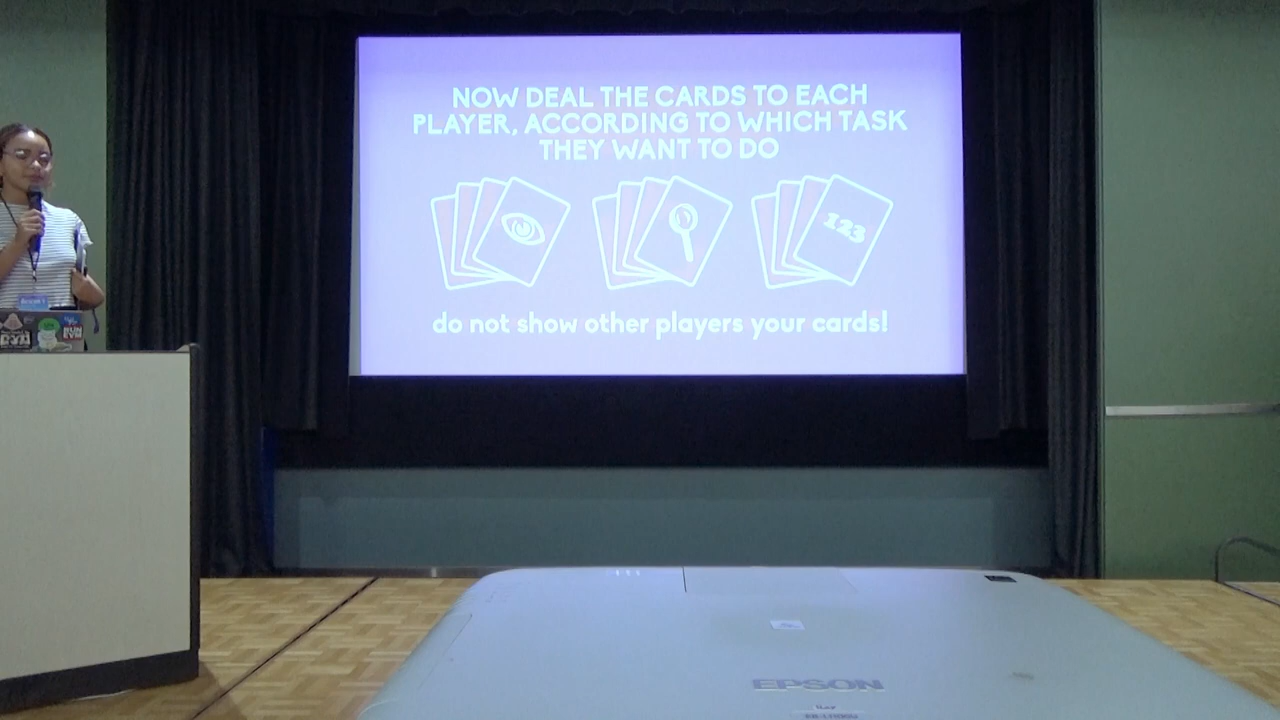 NOW DEAL THE CARDS TO EACH
PLAYER, ACCORDING TO WHICH TASK
THEY WANT TO DO
123
do not show other players your cards!
RUN
EPSON